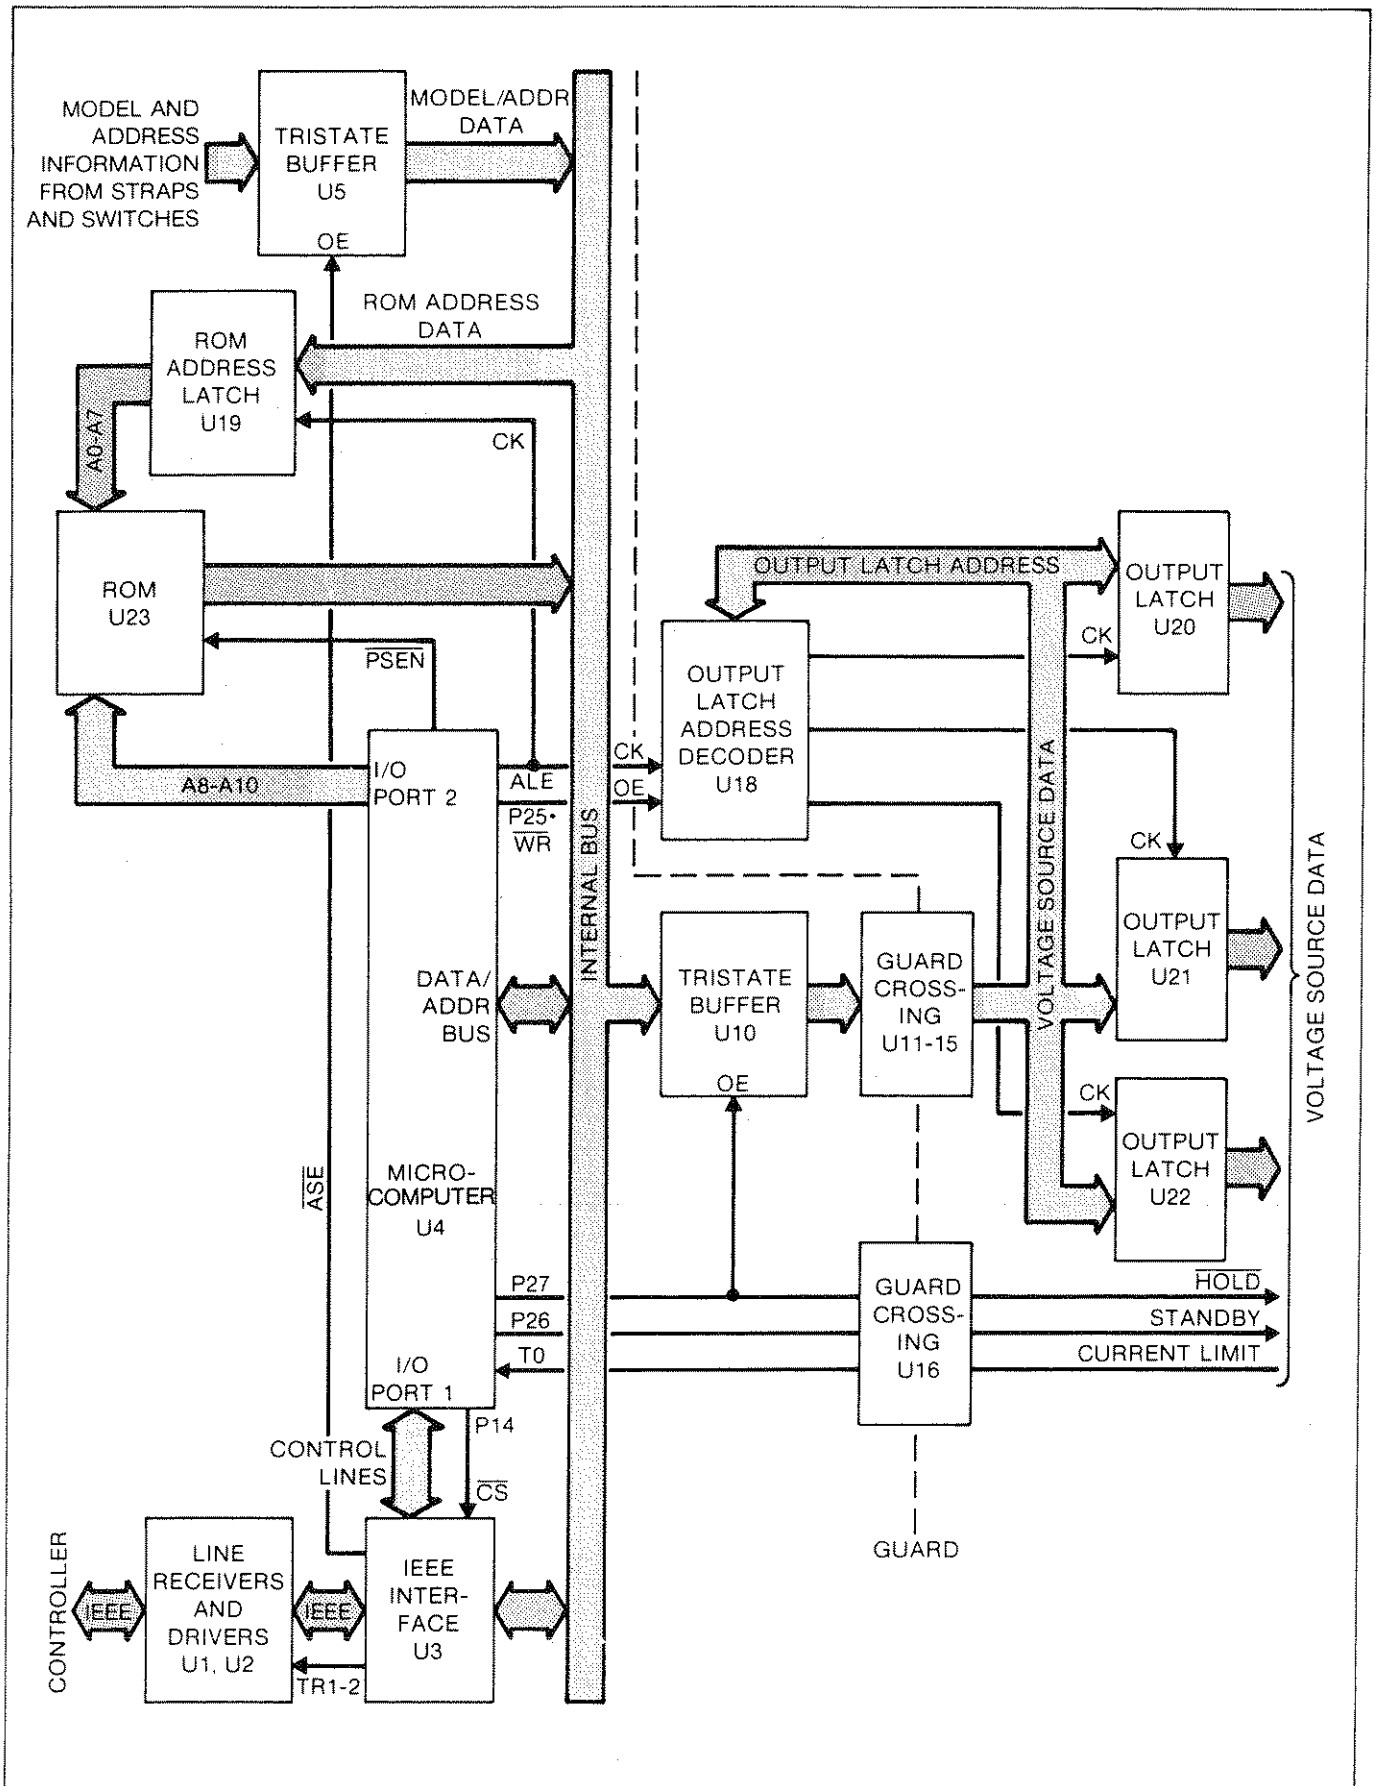 MODEL AND
ADDRESS
INFORMATION
FROM STRAPS
AND SWITCHES
TRISTATE
BUFFER
U5
OE
MODEL/ADDR
DATA
ROM ADDRESS
DATA
ROM
ADDRESS
LATCH
U19
CK
A0-A7
ROM
U23
PSEN
A8-A10
I/O
PORT 2
ALE
P25•
WR
CK
OE
INTERNAL BUS
OUTPUT LATCH ADDRESS
OUTPUT
LATCH
ADDRESS
DECODER
U18
OUTPUT
LATCH
U20
CK
VOLTAGE SOURCE DATA
CK
OUTPUT
LATCH
U21
CK
OUTPUT
LATCH
U22
VOLTAGE SOURCE DATA
DATA/
ADDR
BUS
TRISTATE
BUFFER
U10
OE
GUARD
CROSS-
ING
U11-15
MICRO-
COMPUTER
U4
ASE
P27
P26
T0
GUARD
CROSS-
ING
U16
HOLD
STANDBY
CURRENT LIMIT
I/O
PORT 1
P14
CONTROL
LINES
CS
GUARD
CONTROLLER
IEEE
LINE
RECEIVERS
AND
DRIVERS
U1, U2
IEEE
TR1-2
IEEE
INTER-
FACE
U3